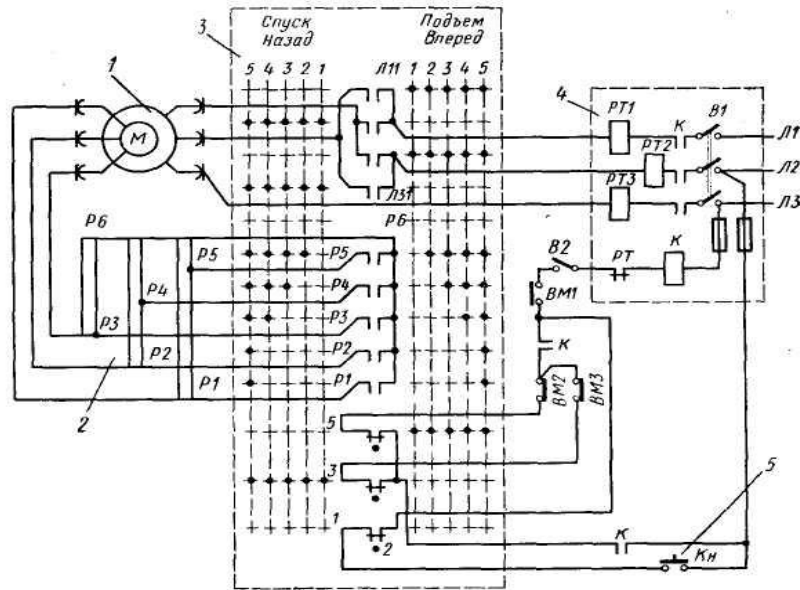 Спуск
Назад
Подъем
Вперед
3
5 4 3 2 1
Л11
1 2 3 4 5
1
М
4
РТ1
К
В1
Л1
РТ2
Л2
РТ3
Л3
Л31
Р6
Р6
Р5
Р5
Р4
Р4
Р3
Р3
Р2
Р2
Р1
Р1
2
В2
РТ
К
ВМ1
К
ВМ2
ВМ3
5
3
1
2
К
Кн
5